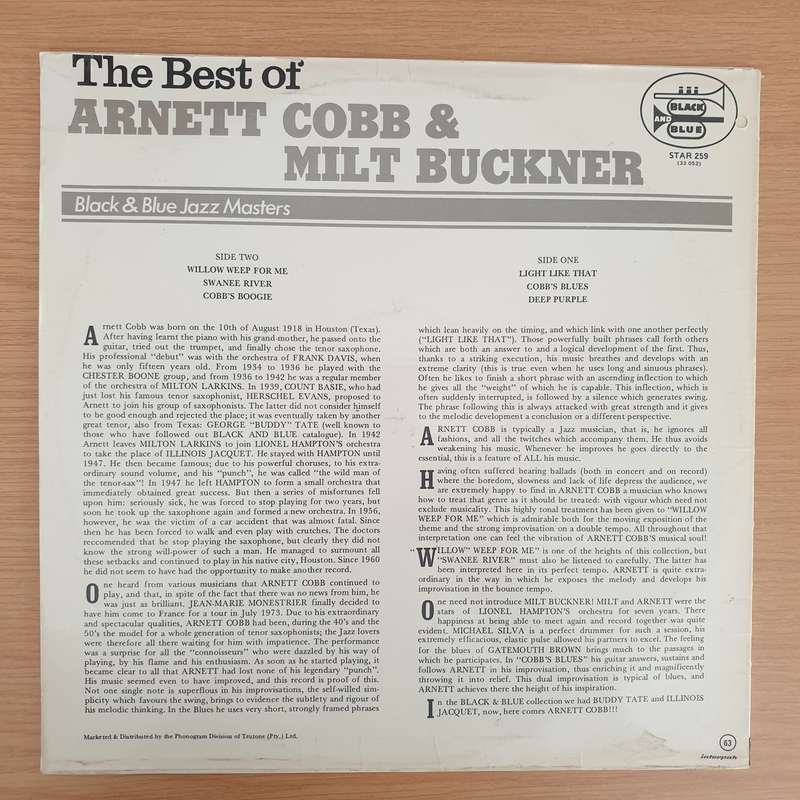 The Best of
ARNETT COBB &
MILT BUCKNER
BLACK
AND
BLUE
STAR 259
(33 052)
Black & Blue Jazz Masters
SIDE TWO
WILLOW WEEP FOR ME
SWANEE RIVER
COBB'S BOOGIE
SIDE ONE
LIGHT LIKE THAT
COBB'S BLUES
DEEP PURPLE
Arnett Cobb was born on the 10th of August 1918 in Houston (Texas).
After having learnt the piano with his grand-mother, he passed onto the
guitar, tried out the trumpet, and finally chose the tenor saxophone.
His professional "debut" was with the orchestra of FRANK DAVIS, when
he was only fifteen years old. From 1934 to 1936 he played with the
CHESTER BOONE group, and from 1936 to 1942 he was a regular member
of the orchestra of MILTON LARKINS. In 1939, COUNT BASIE, who had
just lost his famous tenor saxophonist, HERSCHEL EVANS, proposed to
Arnett to join his group of saxophonists. The latter did not consider himself
to be good enough and rejected the place; it was eventually taken by another
great tenor, also from Texas: GEORGE "BUDDY" TATE (well known to
those who have followed out BLACK AND BLUE catalogue). In 1942
Arnett leaves MILTON LARKINS to join LIONEL HAMPTON'S orchestra
to take the place of ILLINOIS JACQUET. He stayed with HAMPTON until
1947. He then became famous; due to his powerful choruses, to his extra-
ordinary sound volume, and his "punch", he was called "the wild man of
the tenor-sax"! In 1947 he left HAMPTON to form a small orchestra that
immediately obtained great success. But then a series of misfortunes fell
upon him: seriously sick, he was forced to stop playing for two years, but
soon he took up the saxophone again and formed a new orchestra. In 1956,
however, he was the victim of a car accident that was almost fatal. Since
then he has been forced to walk and even play with crutches. The doctors
reccomended that he stop playing the saxophone, but clearly they did not
know the strong will-power of such a man. He managed to surmount all
these setbacks and continued to play in his native city, Houston. Since 1960
he did not seem to have had the opportunity to make another record.
One heard from various musicians that ARNETT COBB continued to
play, and that, in spite of the fact that there was no news from him, he
was just as brilliant. JEAN-MARIE MONESTRIER finally decided to
have him come to France for a tour in July 1973. Due to his extraordinary
and spectacular qualities, ARNETT COBB had been, during the 40's and the
50's the model for a whole generation of tenor saxophonists; the Jazz lovers
were therefore all there waiting for him with impatience. The performance
was a surprise for all the "connoisseurs" who were dazzled by his way of
playing, by his flame and his enthusiasm. As soon as he started playing, it
became clear to all that ARNETT had lost none of his legendary "punch".
His music seemed even to have improved, and this record is proof of this.
Not one single note is superflous in his improvisations, the self-willed sim-
plicity which favours the swing, brings to evidence the subtlety and rigour of
his melodic thinking. In the Blues he uses very short, strongly framed phrases
which lean heavily on the timing, and which link with one another perfectly
("LIGHT LIKE THAT"). Those powerfully built phrases call forth others
which are both an answer to and a logical development of the first. Thus,
thanks to a striking execution, his music breathes and develops with an
extreme clarity (this is true even when he uses long and sinuous phrases).
Often he likes to finish a short phrase with an ascending inflection to which
he gives all the "weight" of which he is capable. This inflection, which is
often suddenly interrupted, is followed by a silence which generates swing.
The phrase following this is always attacked with great strength and it gives
to the melodic development a conclusion or a different perspective.
ARNETT COBB is typically a Jazz musician, that is, he ignores all
fashions, and all the twitches which accompany them. He thus avoids
weakening his music. Whenever he improves he goes directly to the
essential, this is a feature of ALL his music.
Having often suffered hearing ballads (both in concert and on record)
where the boredom, slowness and lack of life depress the audience, we
are extremely happy to find in ARNETT COBB a musician who knows
how to treat that genre as it should be treated: with vigour which need not
exclude musicality. This highly tonal treatment has been given to "WILLOW
WEEP FOR ME" which is admirable both for the moving exposition of the
theme and the strong improvisation on a double tempo. All throughout that
interpretation one can feel the vibration of ARNETT COBB'S musical soul!
"WILLOW" WEEP FOR ME" is one of the heights of this collection, but
"SWANEE RIVER" must also be listened to carefully. The latter has
been interpreted here in its perfect tempo. ARNETT is quite extra-
ordinary in the way in which he exposes the melody and develops his
improvisation in the bounce tempo.
One need not introduce MILT BUCKNER! MILT and ARNETT were the
stars of LIONEL HAMPTON'S orchestra for seven years. There
happiness at being able to meet again and record together was quite
evident. MICHAEL SILVA is a perfect drummer for such a session, his
extremely efficacious, elastic pulse allowed his partners to excel. The feeling
for the blues of GATEMOUTH BROWN brings much to the passages in
which he participates. In "COBB'S BLUES" his guitar answers, sustains and
follows ARNETT in his improvisation, thus enriching it and magnificently
throwing it into relief. This dual improvisation is typical of blues, and
ARNETT achieves there the height of his inspiration.
In the BLACK & BLUE collection we had BUDDY TATE and ILLINOIS
JACQUET, now, here comes ARNETT COBB!!!
Marketed & Distributed by the Phonogram Division of Trutone (Pty.) Ltd.
63
interpak